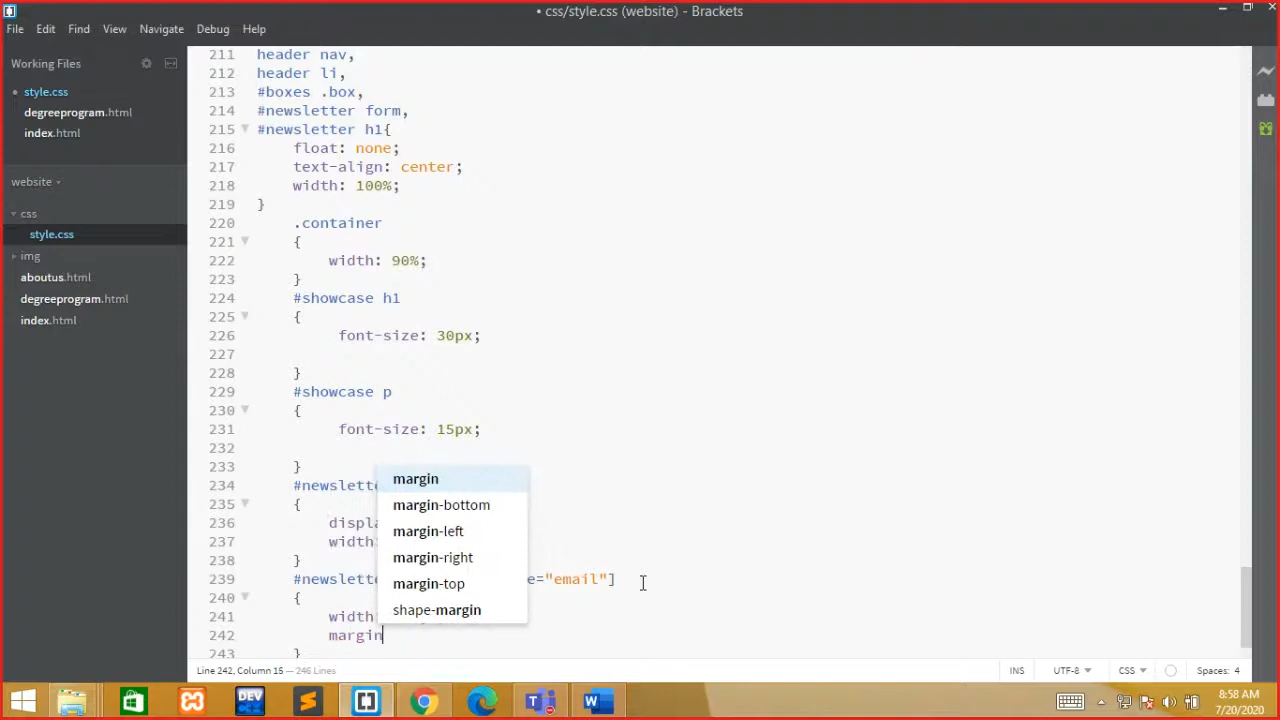 • css/style.css (website) - Brackets
File Edit Find View Navigate Debug Help
Working Files
• style.css
degreeprogram.html
index.html
website
css
style.css
img
aboutus.html
degreeprogram.html
index.html
211 header nav,
212 header li,
213 #boxes .box,
214 #newsletter form,
215 #newsletter h1{
216 float: none;
217 text-align: center;
218 width: 100%;
219 }
220 .container
221 {
222 width: 90%;
223 }
224 #showcase h1
225 {
226 font-size: 30px;
227
228 }
229 #showcase p
230 {
231 font-size: 15px;
232
233 }
234 #newslette
235 {
236 displa
237 width
238 }
239 #newslette e="email"]
240 {
241 width
242 margin
243 }
margin
margin-bottom
margin-left
margin-right
margin-top
shape-margin
Line 242, Column 15 — 246 Lines
INS UTF-8 CSS Spaces: 4
DEV
8:58 AM
7/20/2020